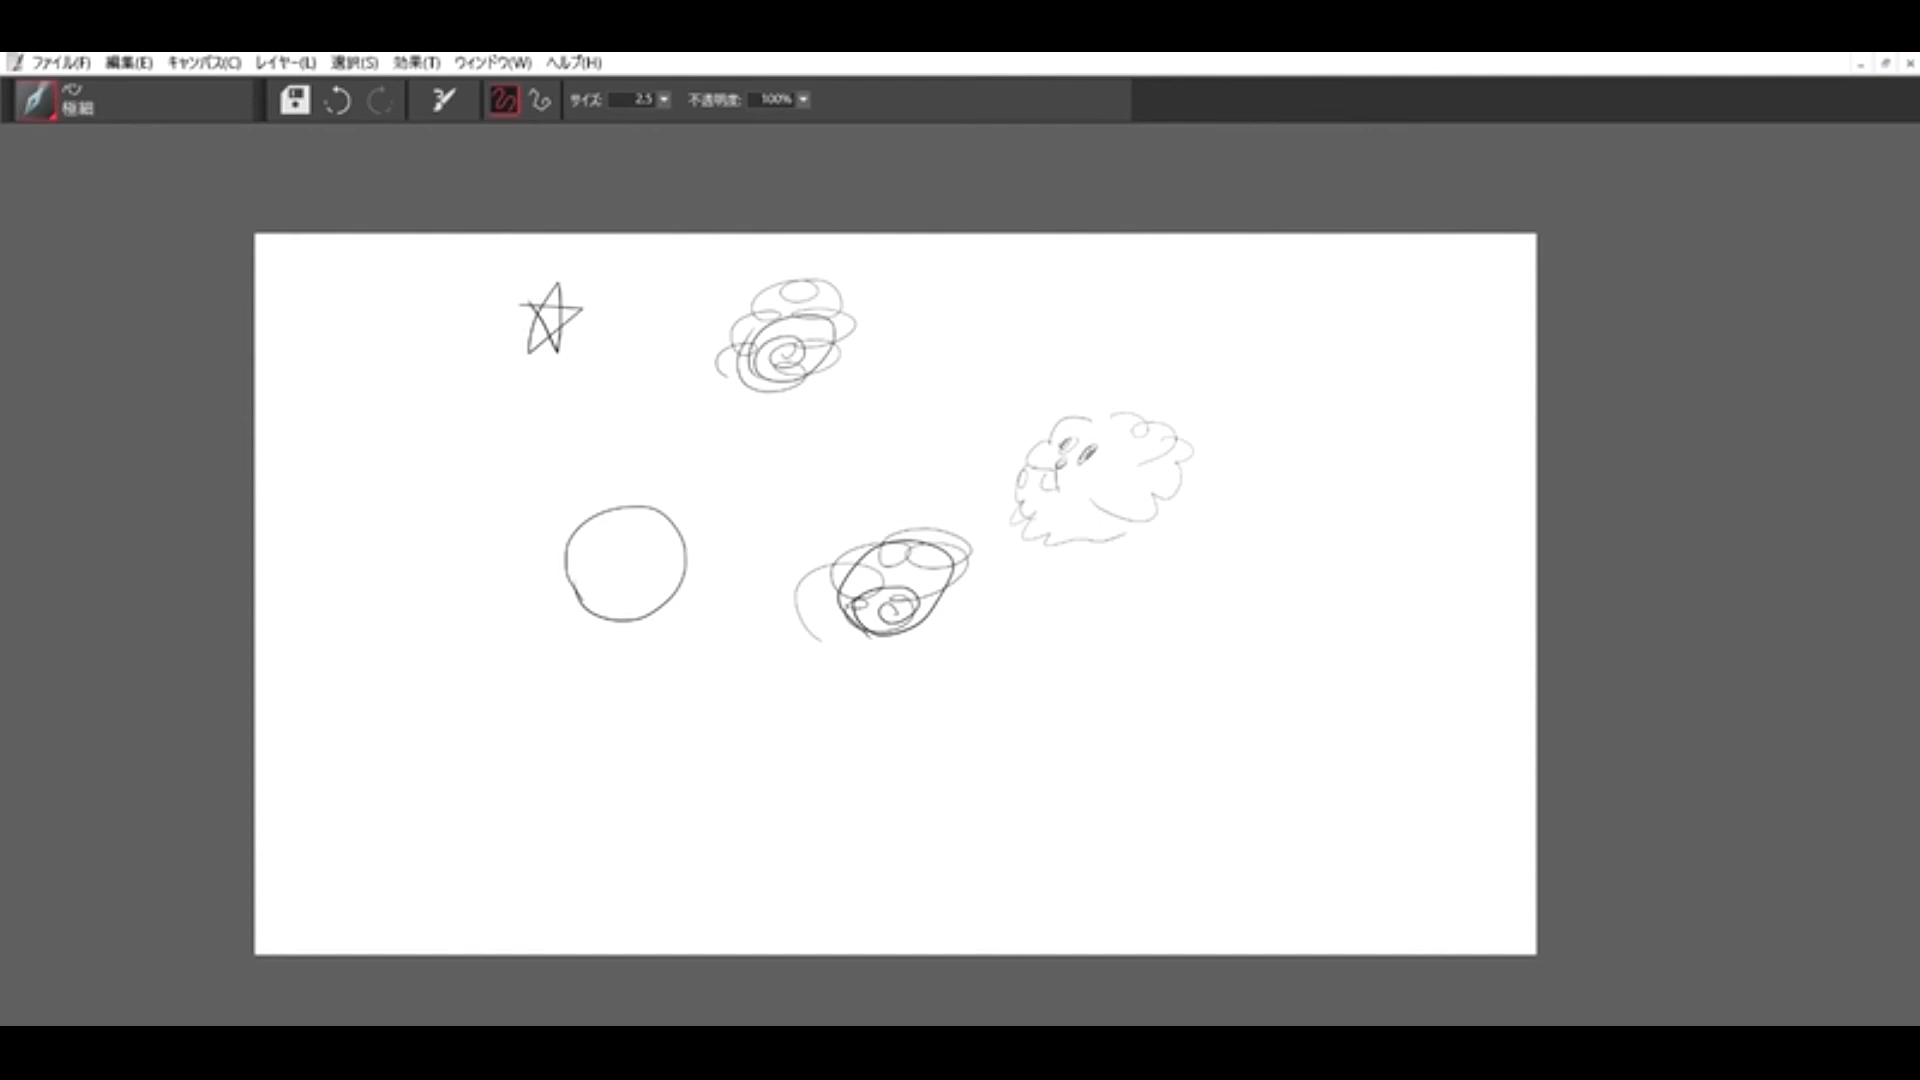 ファイル(F) 編集(E) キャンバス(C) レイヤー(L) 選択(S) 効果(T) ウィンドウ(W) ヘルプ(H)
ペン
極細
サイズ: 2.5 不透明度: 100%